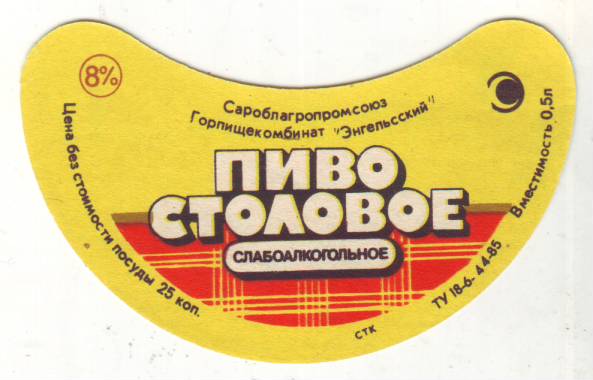 8%
Сароблагропромсоюз
Горпищекомбинат "Энгельсский"
ПИВО
СТОЛОВОЕ
СЛАБОАЛКОГОЛЬНОЕ
Цена без стоимости посуды 25 коп.
стк
ТУ 18-6-44-85
Вместимость 0,5л